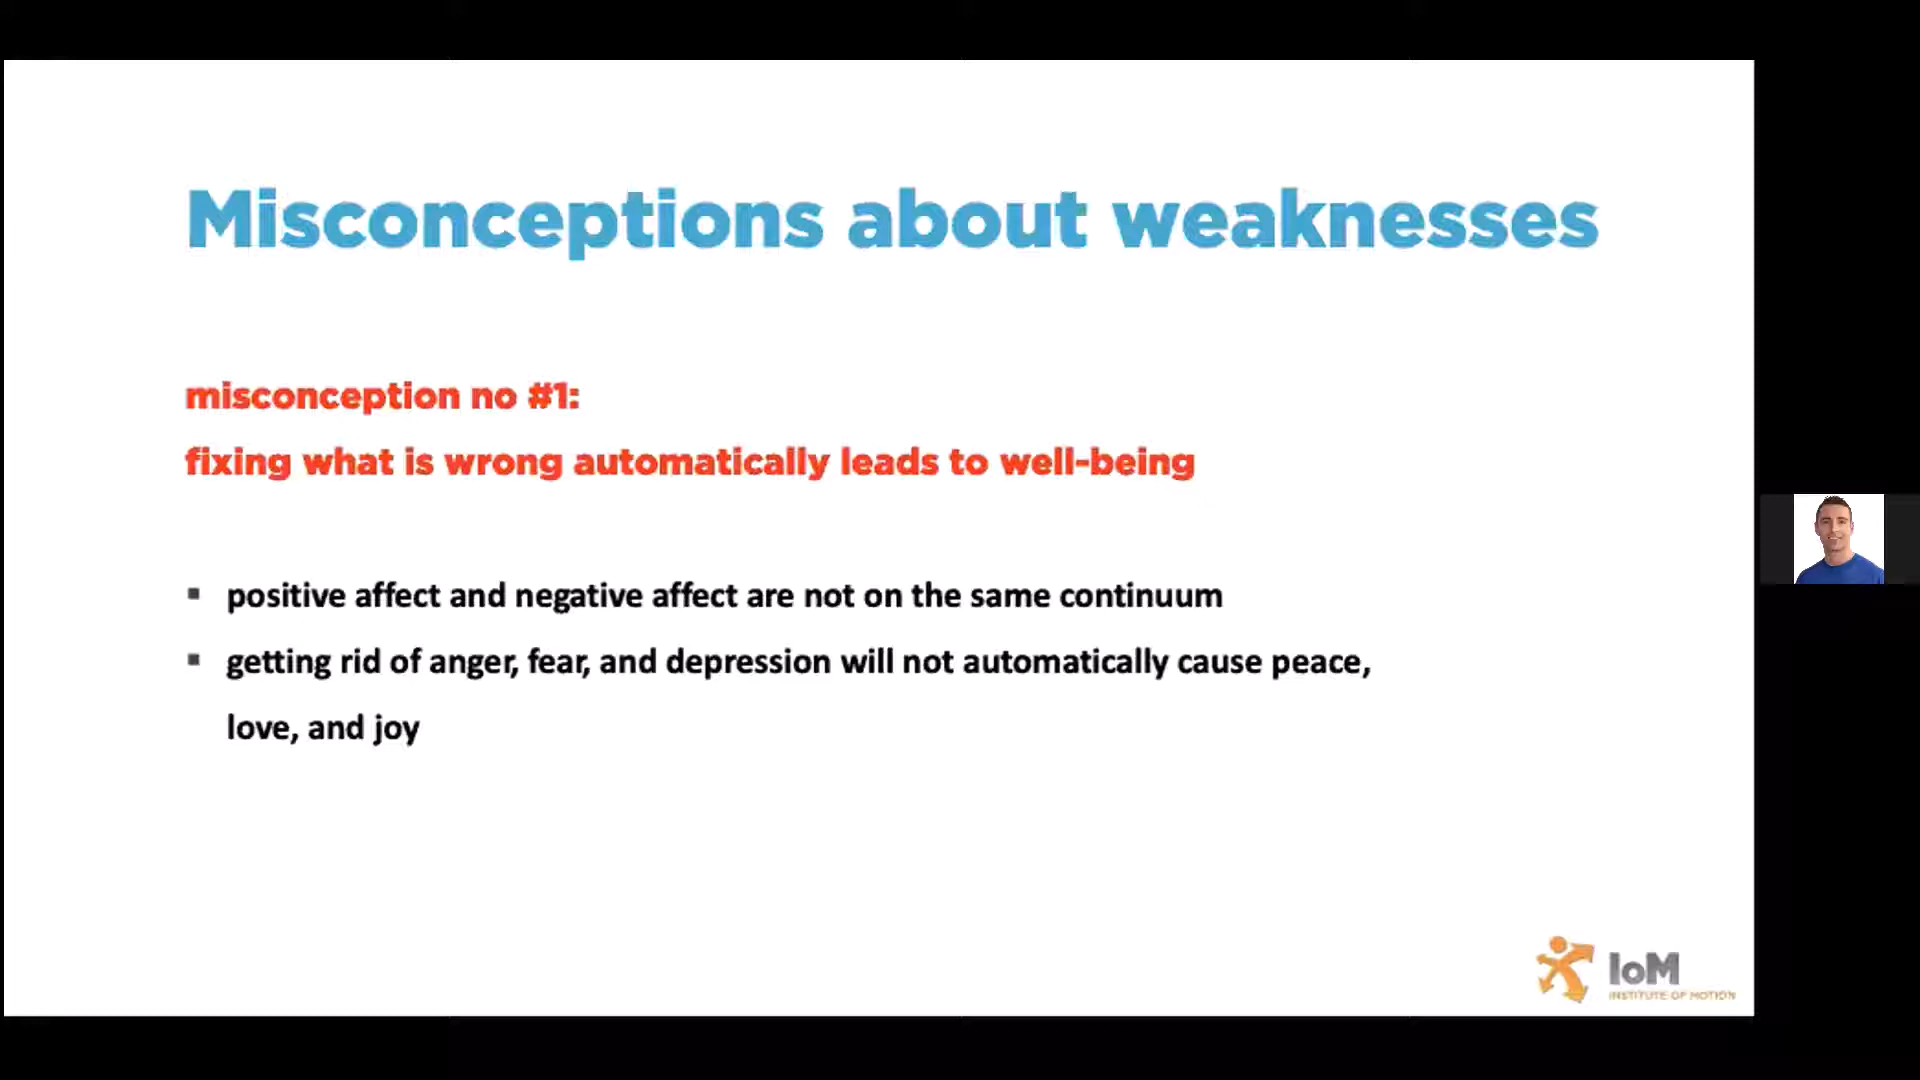 Misconceptions about weaknesses
misconception no #1:
fixing what is wrong automatically leads to well-being
▪ positive affect and negative affect are not on the same continuum
▪ getting rid of anger, fear, and depression will not automatically cause peace,
love, and joy
IoM
INSTITUTE OF MOTION